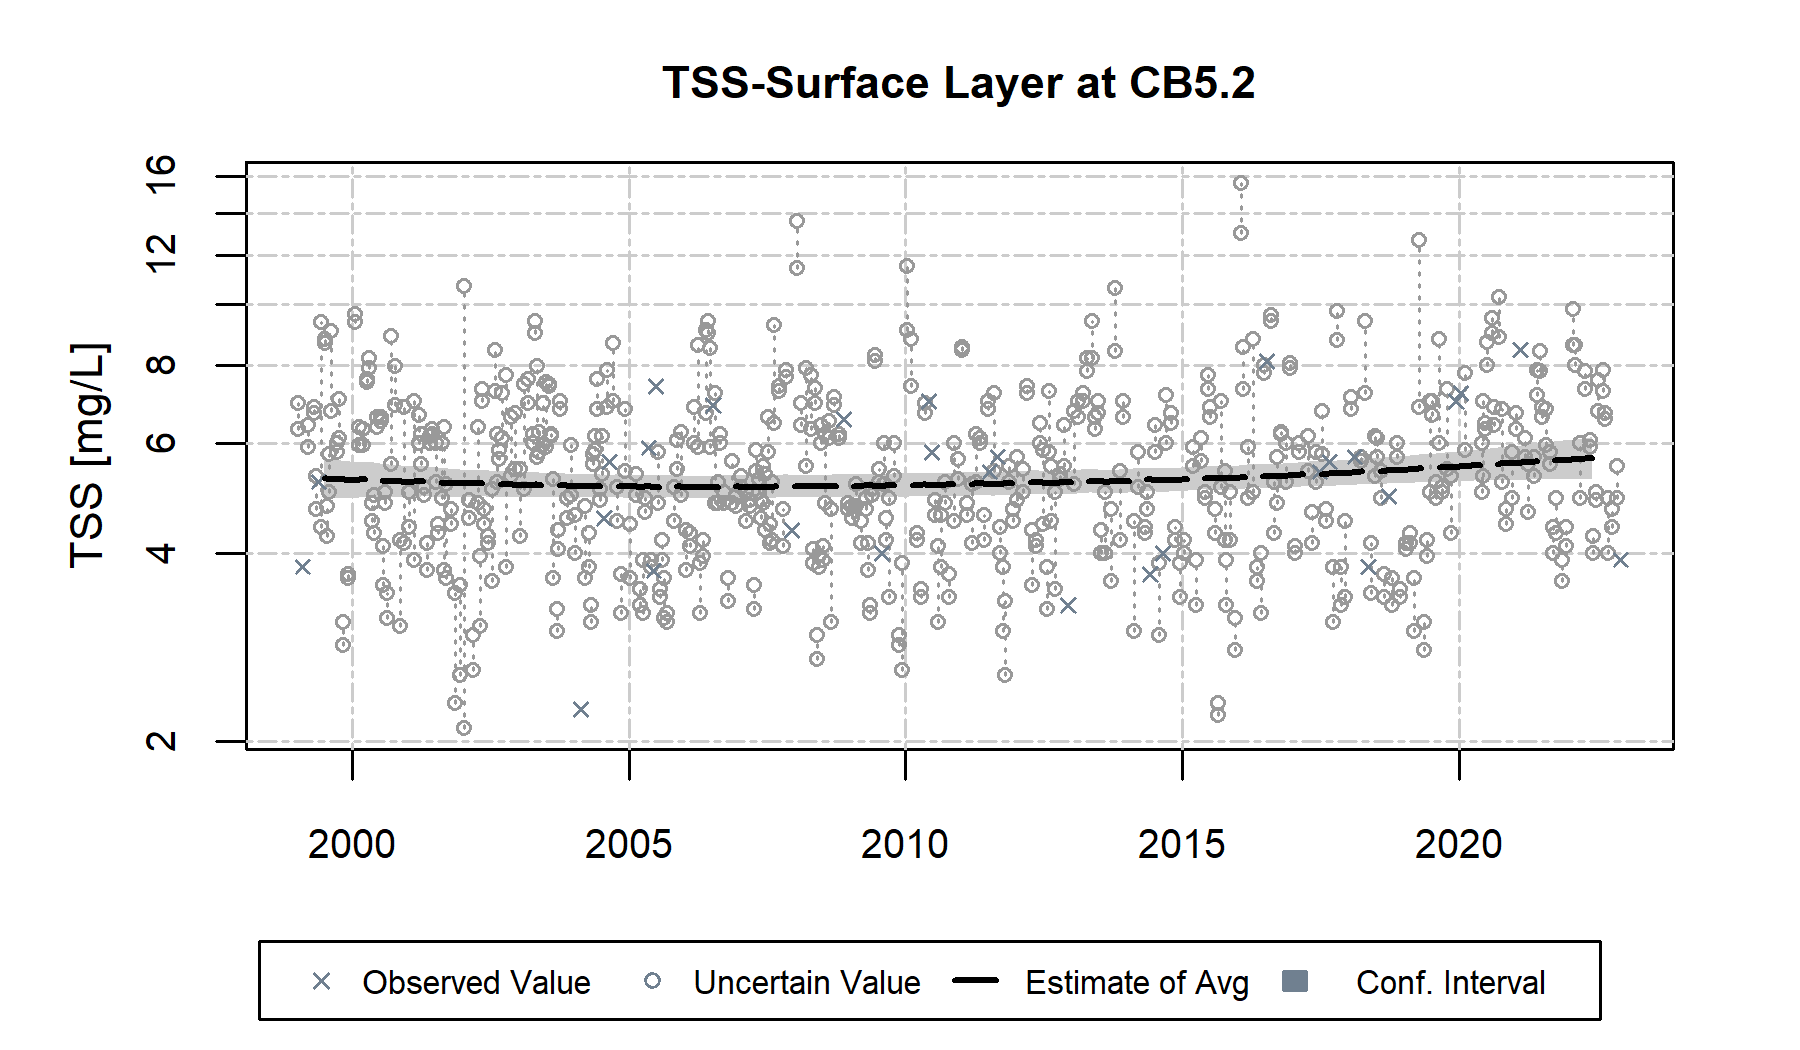 TSS-Surface Layer at CB5.2
TSS [mg/L]
16
12
8
6
4
2
2000 2005 2010 2015 2020
Observed Value Uncertain Value Estimate of Avg Conf. Interval